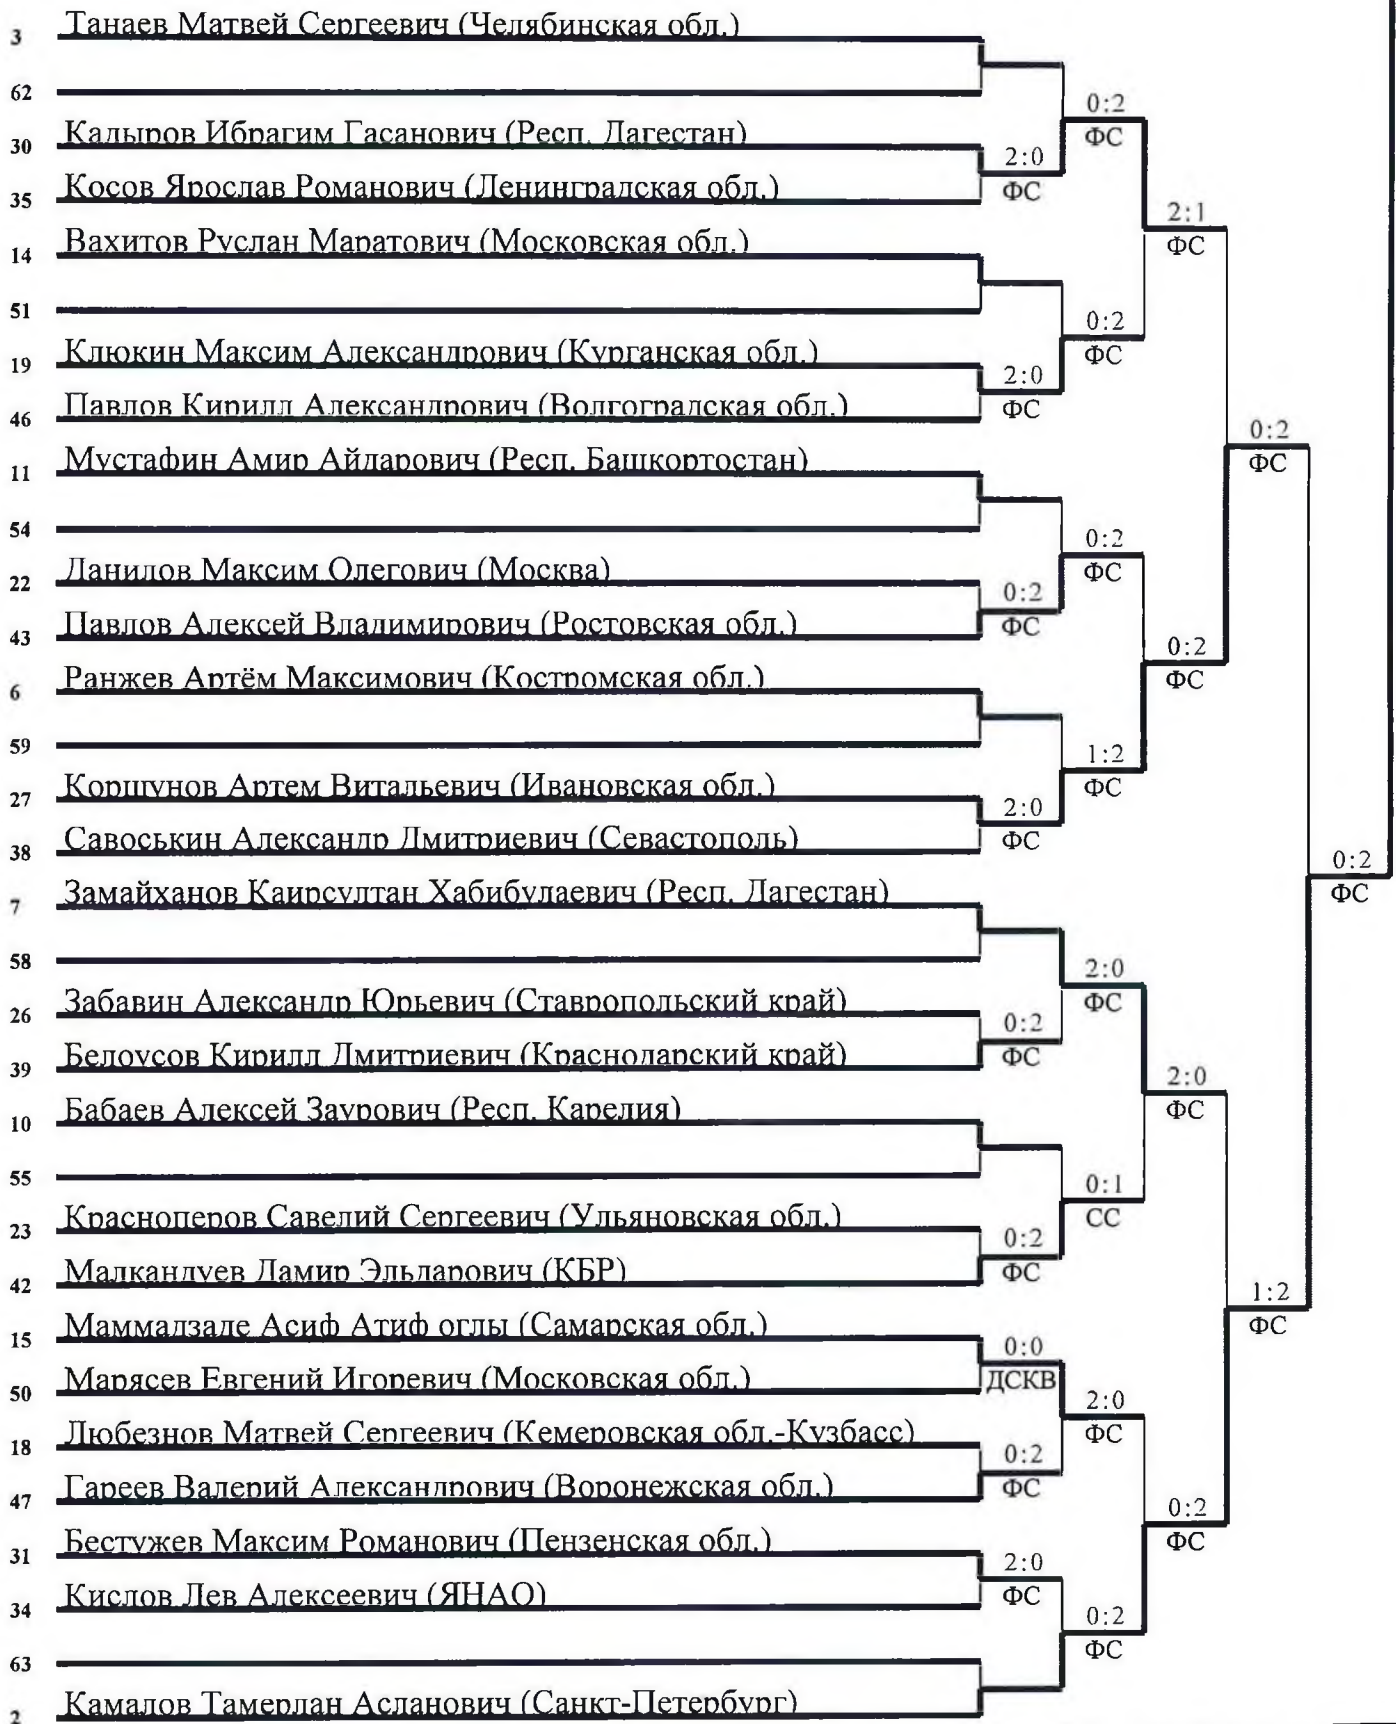 3 Танаев Матвей Сергеевич (Челябинская обл.)
62
0:2
30 Кадыров Ибрагим Гасанович (Респ. Дагестан)
ФС
2:0
35 Косов Ярослав Романович (Ленинградская обл.)
ФС
2:1
14 Вахитов Руслан Маратович (Московская обл.)
ФС
51
0:2
19 Клюкин Максим Александрович (Курганская обл.)
ФС
2:0
46 Павлов Кирилл Александрович (Волгоградская обл.)
ФС
0:2
11 Мустафин Амир Айдарович (Респ. Башкортостан)
ФС
54
0:2
22 Данилов Максим Олегович (Москва)
ФС
0:2
43 Павлов Алексей Владимирович (Ростовская обл.)
ФС
0:2
6 Ранжев Артём Максимович (Костромская обл.)
ФС
59
1:2
27 Коршунов Артем Витальевич (Ивановская обл.)
ФС
2:0
38 Савоськин Александр Дмитриевич (Севастополь)
ФС
0:2
7 Замайханов Каирсултан Хабибулаевич (Респ. Дагестан)
ФС
58
2:0
26 Забавин Александр Юрьевич (Ставропольский край)
ФС
0:2
39 Белоусов Кирилл Дмитриевич (Краснодарский край)
ФС
2:0
10 Бабаев Алексей Заурович (Респ. Карелия)
ФС
55
0:1
23 Красноперов Савелий Сергеевич (Ульяновская обл.)
СС
0:2
42 Малкандуев Дамир Эльдарович (КБР)
ФС
1:2
15 Маммадзаде Асиф Атиф оглы (Самарская обл.)
ФС
0:0
50 Марясев Евгений Игоревич (Московская обл.)
ДСКВ
2:0
18 Любезнов Матвей Сергеевич (Кемеровская обл.-Кузбасс)
ФС
0:2
47 Гареев Валерий Александрович (Воронежская обл.)
ФС
0:2
31 Бестужев Максим Романович (Пензенская обл.)
ФС
2:0
34 Кислов Лев Алексеевич (ЯНАО)
ФС
0:2
63
ФС
2 Камалов Тамерлан Асланович (Санкт-Петербург)